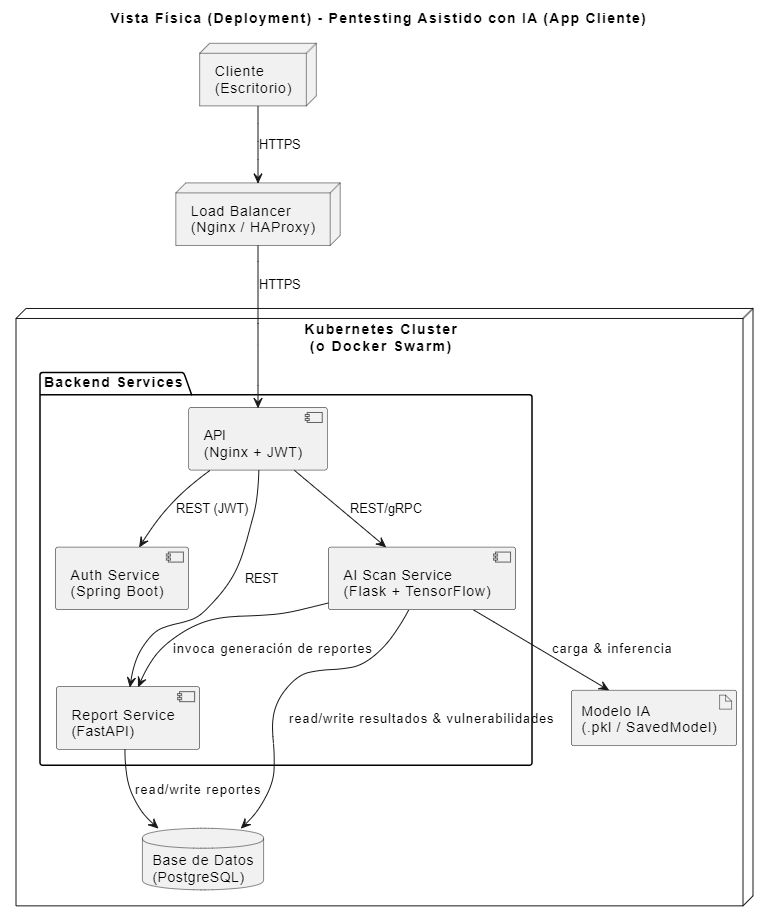 Vista Física (Deployment) - Pentesting Asistido con IA (App Cliente)
Cliente
(Escritorio)
HTTPS
Load Balancer
(Nginx / HAProxy)
HTTPS
Kubernetes Cluster
(o Docker Swarm)
Backend Services
API
(Nginx + JWT)
REST (JWT)
REST/gRPC
Auth Service
(Spring Boot)
REST
AI Scan Service
(Flask + TensorFlow)
invoca generación de reportes
carga & inferencia
Report Service
(FastAPI)
read/write resultados & vulnerabilidades
Modelo IA
(.pkl / SavedModel)
read/write reportes
Base de Datos
(PostgreSQL)